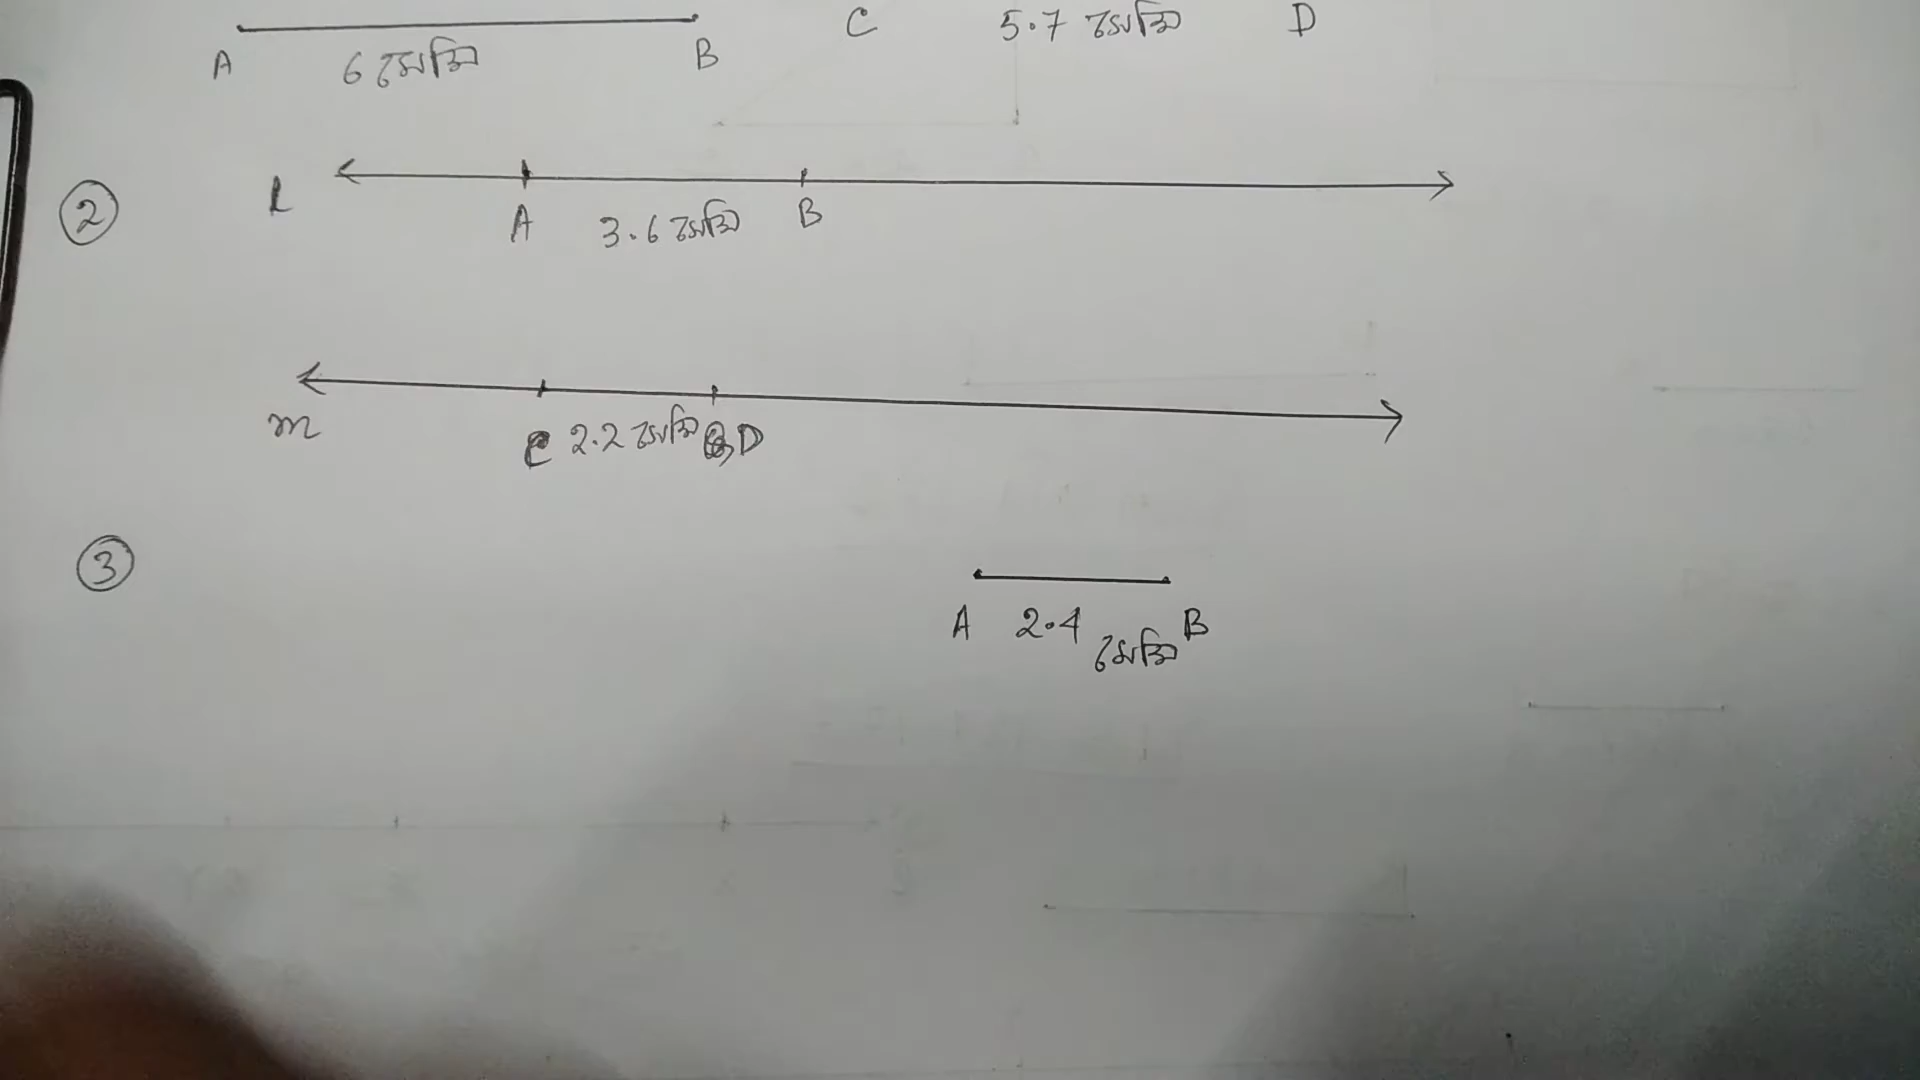 A 6 সেমি B C 5.7 সেমি D
② l
A 3.6 সেমি B
m
C 2.2 সেমি D
③
A 2.4 সেমি B